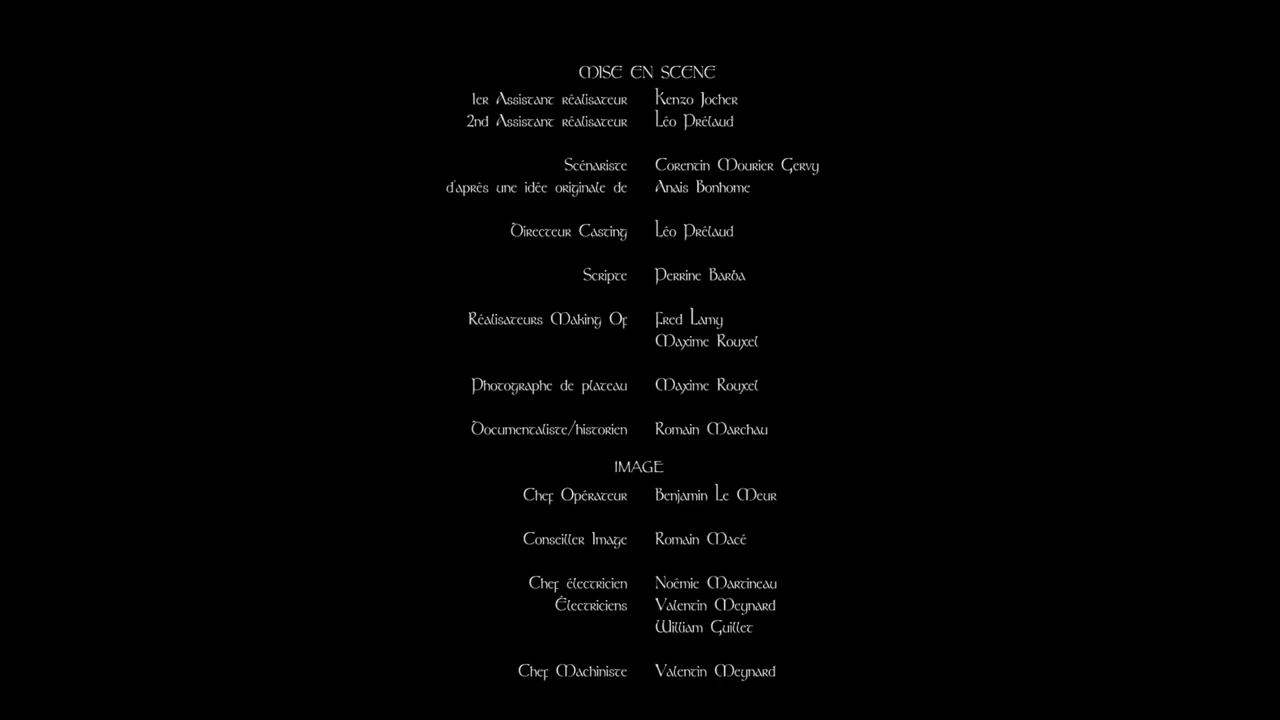 MISE EN SCENE
1er Assistant réalisateur Kenzo Jocher
2nd Assistant réalisateur Léo Prélaud
Scénariste Corentin Mourier Gervy
d'après une idée originale de Anais Bonhome
Directeur Casting Léo Prélaud
Scripte Perrine Barba
Réalisateurs Making Of Fred Lamy
Maxime Rouxel
Photographe de plateau Maxime Rouxel
Documentaliste/historien Romain Marchau
IMAGE
Chef Opérateur Benjamin Le Meur
Conseiller Image Romain Macé
Chef électricien Noémie Martineau
Électriciens Valentin Meynard
William Guillet
Chef Machiniste Valentin Meynard